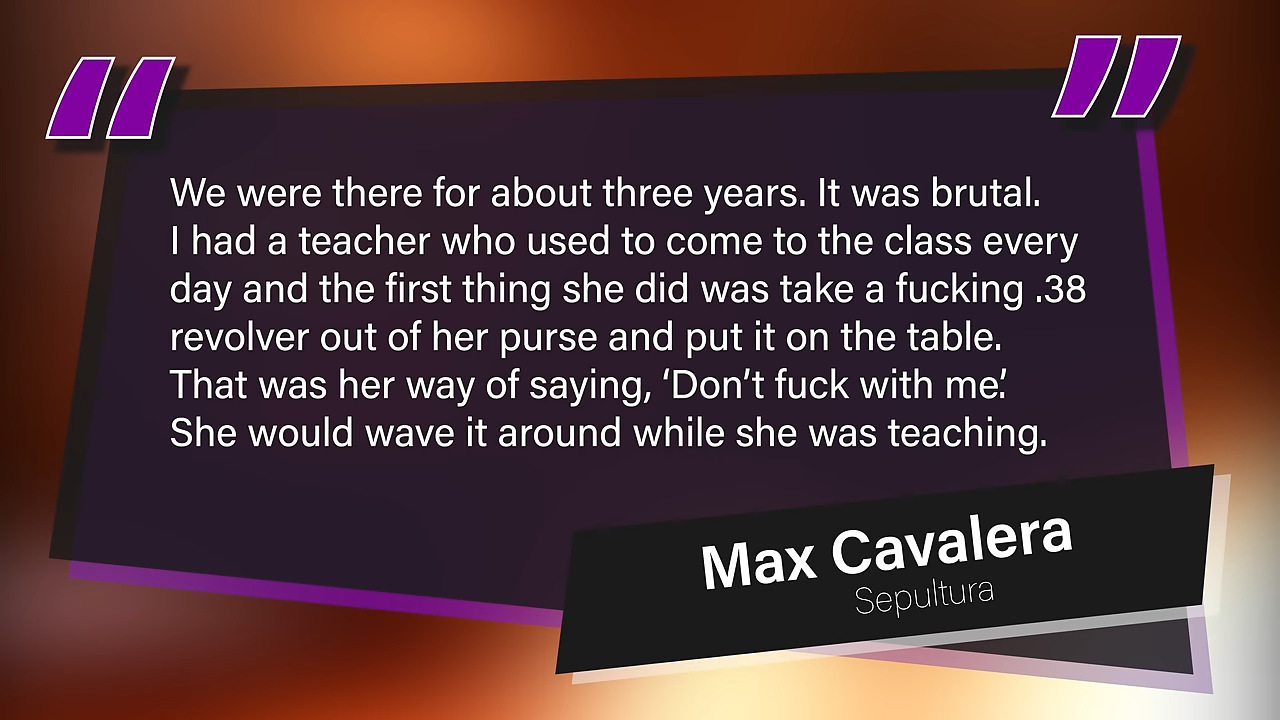 We were there for about three years. It was brutal.
I had a teacher who used to come to the class every
day and the first thing she did was take a fucking .38
revolver out of her purse and put it on the table.
That was her way of saying, ‘Don’t fuck with me’.
She would wave it around while she was teaching.
Max Cavalera
Sepultura